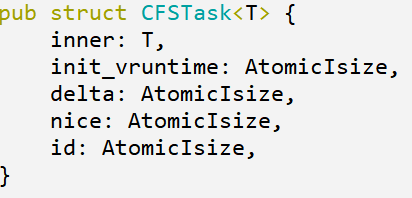 pub struct CFSTask<T> {
    inner: T,
    init_vruntime: AtomicIsize,
    delta: AtomicIsize,
    nice: AtomicIsize,
    id: AtomicIsize,
}